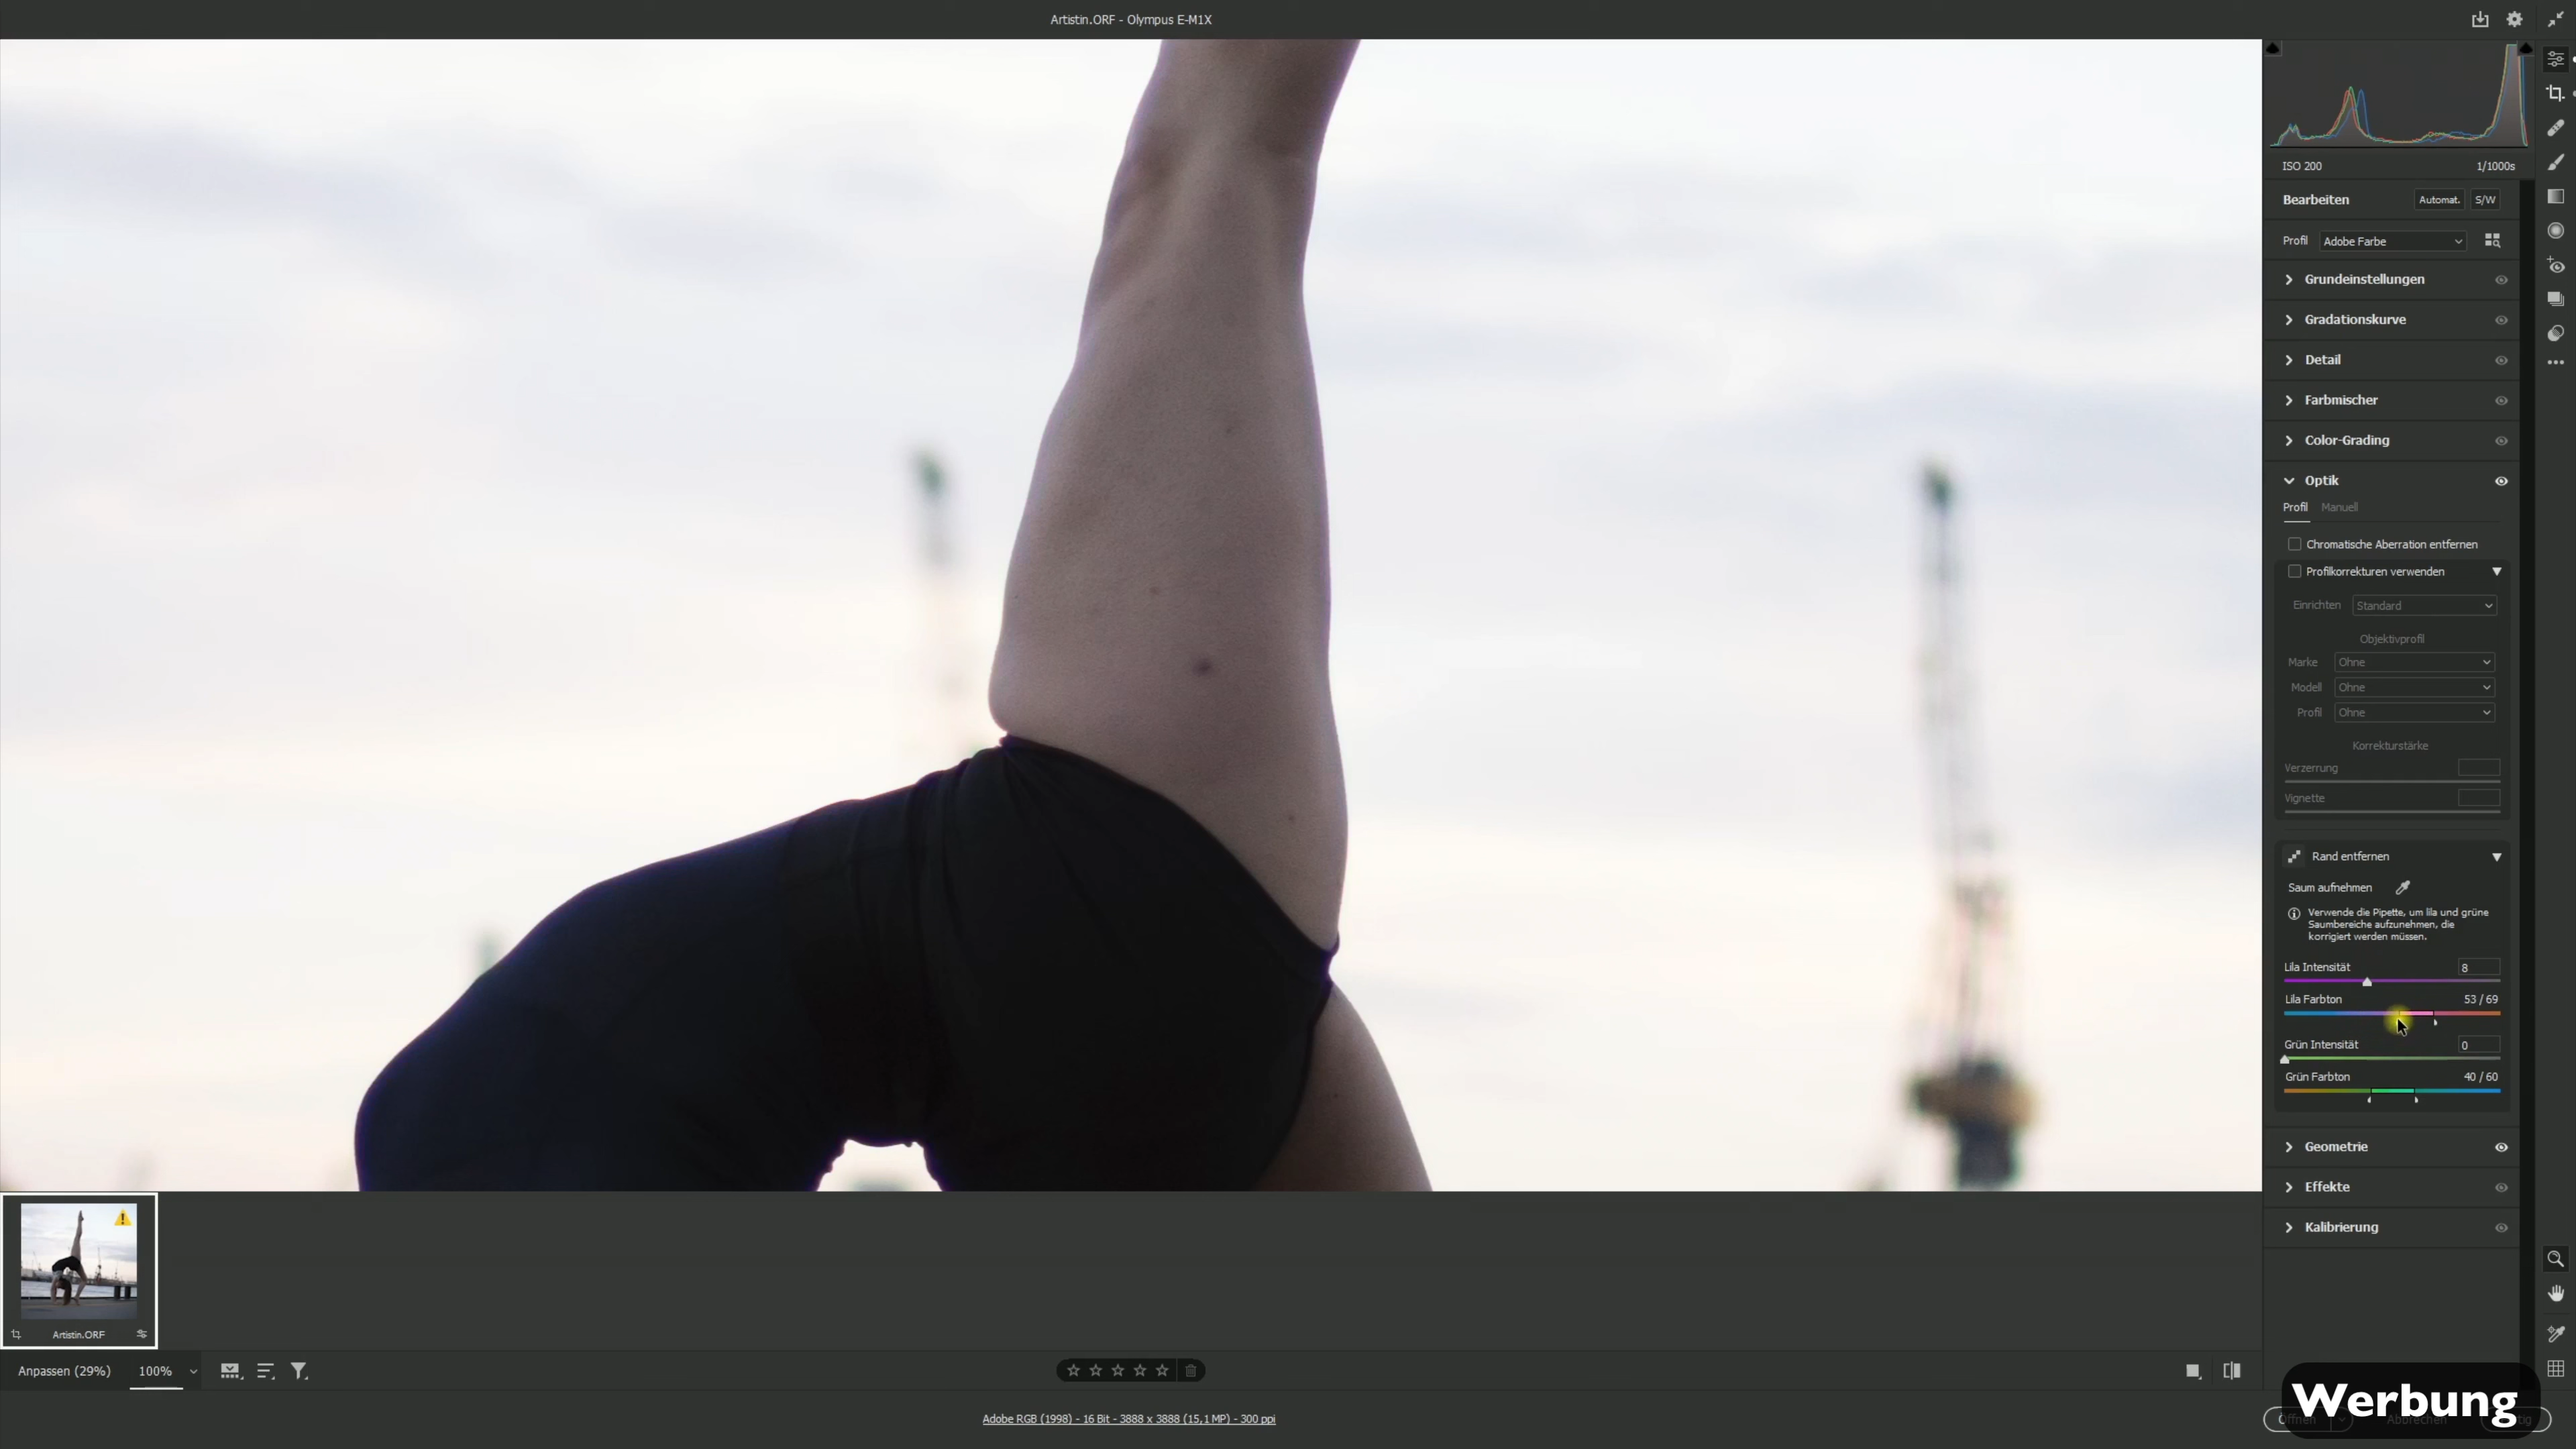 Artistin.ORF - Olympus E-M1X
ISO 200 1/1000s
Bearbeiten Automat. S/W
Profil Adobe Farbe
Grundeinstellungen
Gradationskurve
Detail
Farbmischer
Color-Grading
Optik
Profil Manuell
Chromatische Aberration entfernen
Profilkorrekturen verwenden
Einrichten Standard
Objektivprofil
Marke Ohne
Modell Ohne
Profil Ohne
Korrekturstärke
Verzerrung
Vignette
Rand entfernen
Saum aufnehmen
Verwende die Pipette, um lila und grüne
Saumbereiche aufzunehmen, die
korrigiert werden müssen.
Lila Intensität 8
Lila Farbton 53 / 69
Grün Intensität 0
Grün Farbton 40 / 60
Geometrie
Effekte
Kalibrierung
Artistin.ORF
Anpassen (29%) 100%
Adobe RGB (1998) - 16 Bit - 3888 x 3888 (15,1 MP) - 300 ppi
Öffnen Abbrechen
Werbung